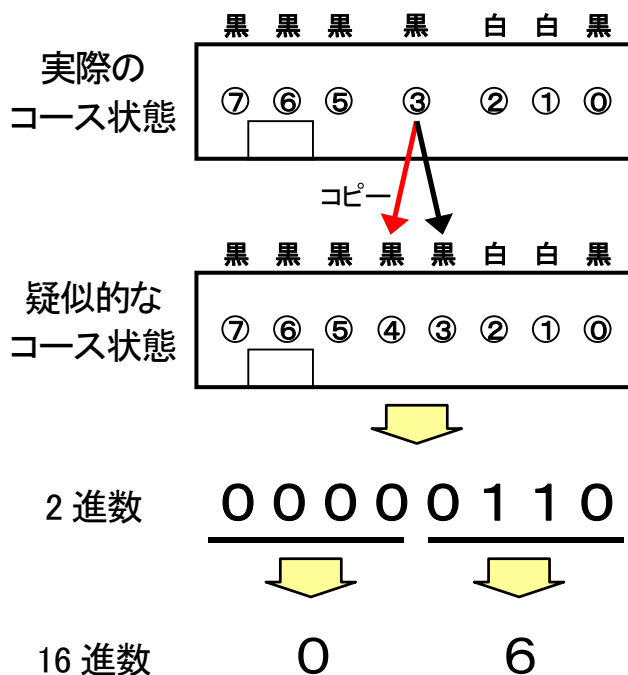 黒 黒 黒 黒 白 白 黒
実際の
コース状態
⑦ ⑥ ⑤ ③ ② ① ⓪
コピー
黒 黒 黒 黒 黒 白 白 黒
疑似的な
コース状態
⑦ ⑥ ⑤ ④ ③ ② ① ⓪
2進数 0 0 0 0 0 1 1 0
16進数 0 6